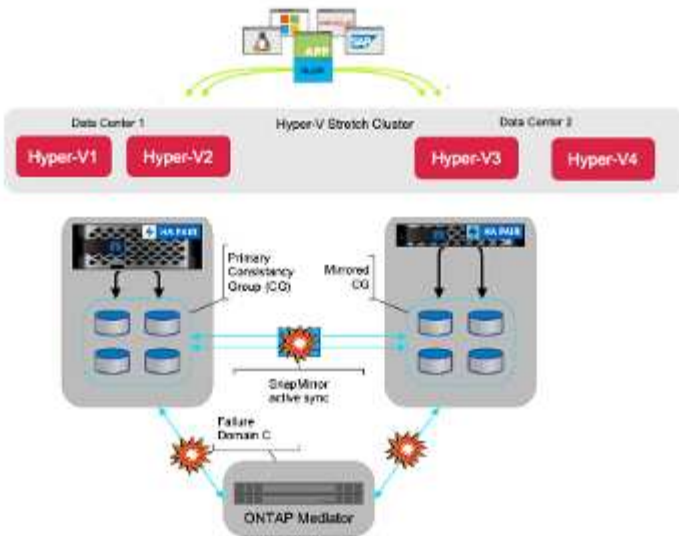 SAP
APP
Data Center 1
Hyper-V Stretch Cluster
Data Center 2
Hyper-V1
Hyper-V2
Hyper-V3
Hyper-V4
HA PAIR
HA PAIR
Primary
Consistancy
Group (CG)
Mirrored
CG
SnapMirror
active sync
Failure
Domain C
ONTAP Mediator